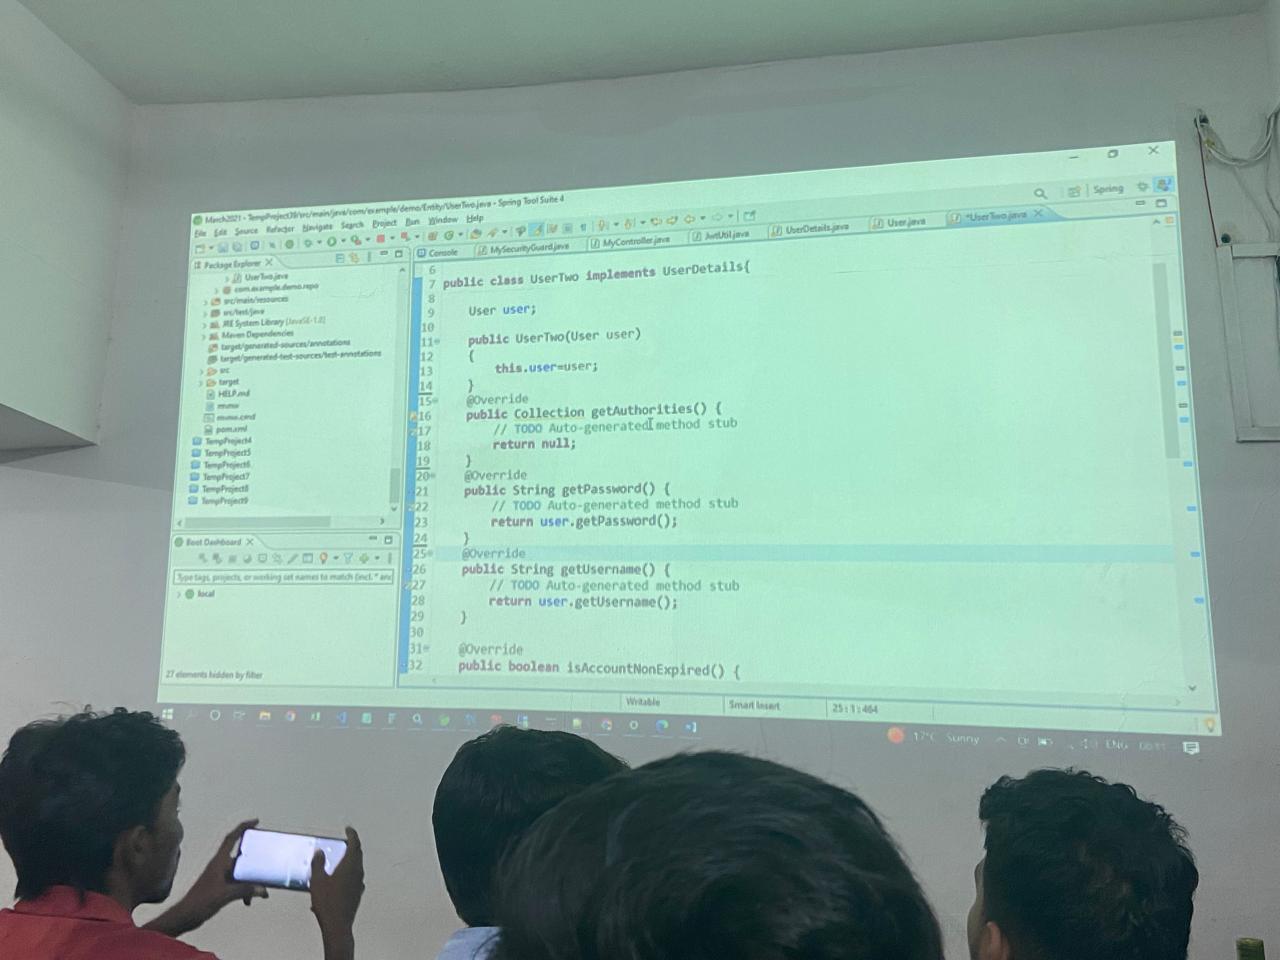 March2021 - TempProject39/src/main/java/com/example/demo/Entity/UserTwo.java - Spring Tool Suite 4
File Edit Source Refactor Navigate Search Project Run Window Help
Spring
Package Explorer
Console MySecurityGuard.java MyController.java JwtUtil.java UserDetails.java User.java *UserTwo.java
UserTwo.java
com.example.demo.repo
src/main/resources
src/test/java
JRE System Library [JavaSE-1.8]
Maven Dependencies
target/generated-sources/annotations
target/generated-test-sources/test-annotations
src
target
HELP.md
mvnw
mvnw.cmd
pom.xml
TempProject4
TempProject5
TempProject6
TempProject7
TempProject8
TempProject9
Boot Dashboard
Type tags, projects, or working set names to match (incl. * and
local
27 elements hidden by filter
6
7 public class UserTwo implements UserDetails{
8
9 User user;
10
11 public UserTwo(User user)
12 {
13 this.user=user;
14 }
15 @Override
16 public Collection getAuthorities() {
17 // TODO Auto-generated method stub
18 return null;
19 }
20 @Override
21 public String getPassword() {
22 // TODO Auto-generated method stub
23 return user.getPassword();
24 }
25 @Override
26 public String getUsername() {
27 // TODO Auto-generated method stub
28 return user.getUsername();
29 }
30
31 @Override
32 public boolean isAccountNonExpired() {
Writable Smart Insert 25 : 1 : 464
17°C Sunny ENG